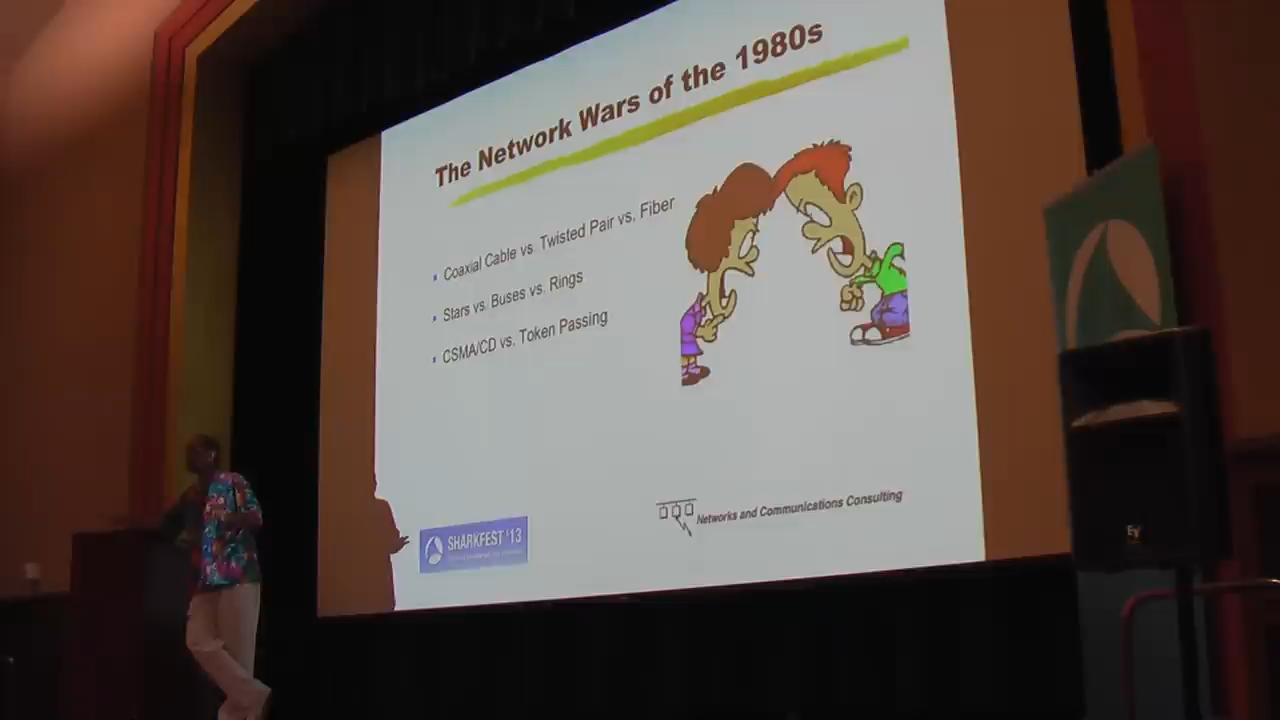 The Network Wars of the 1980s
Coaxial Cable vs. Twisted Pair vs. Fiber
Stars vs. Buses vs. Rings
CSMA/CD vs. Token Passing
SHARKFEST '13
Networks and Communications Consulting
EV